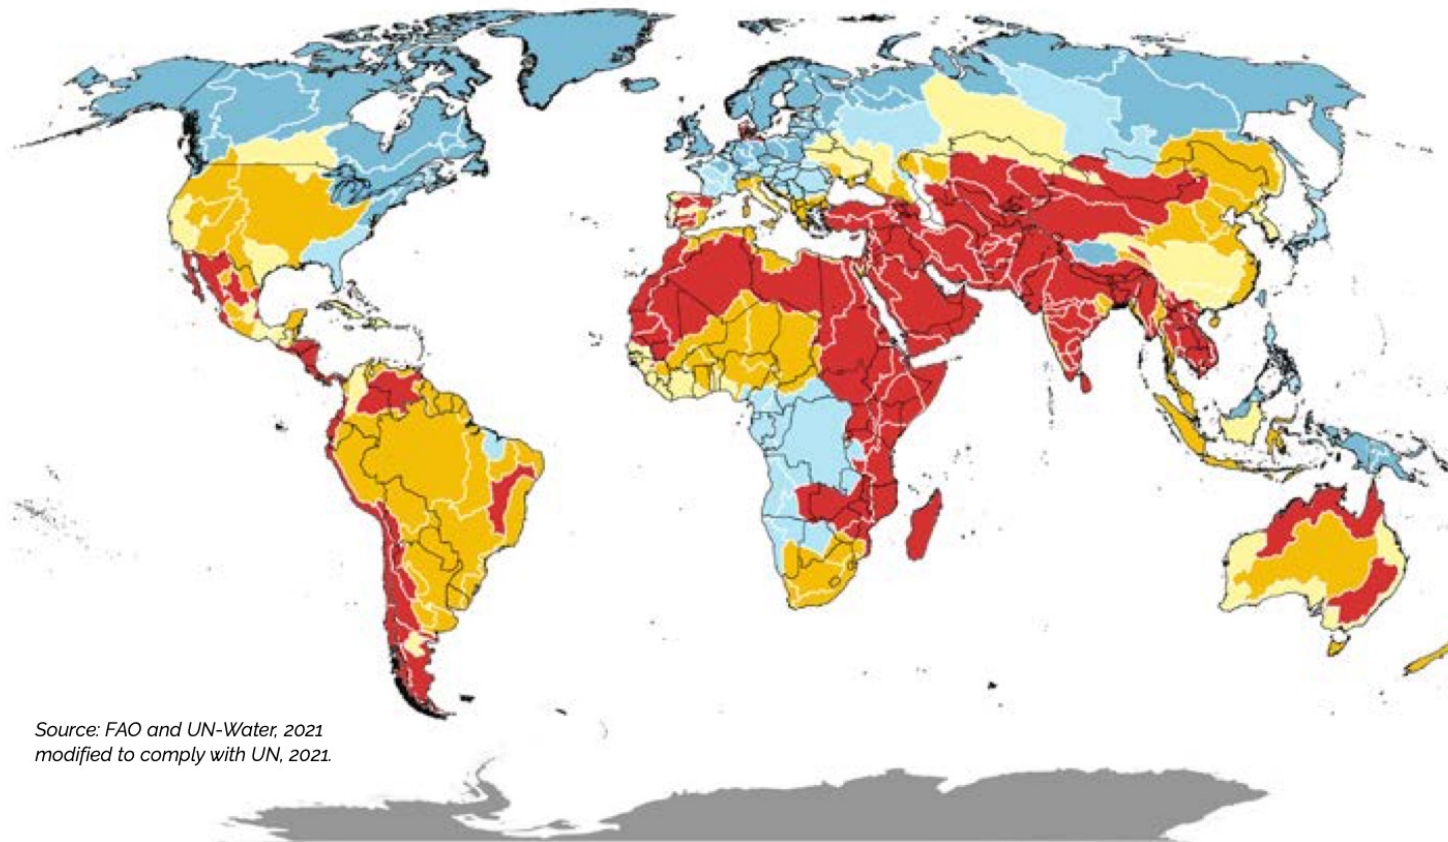 Source: FAO and UN-Water, 2021
modified to comply with UN, 2021.